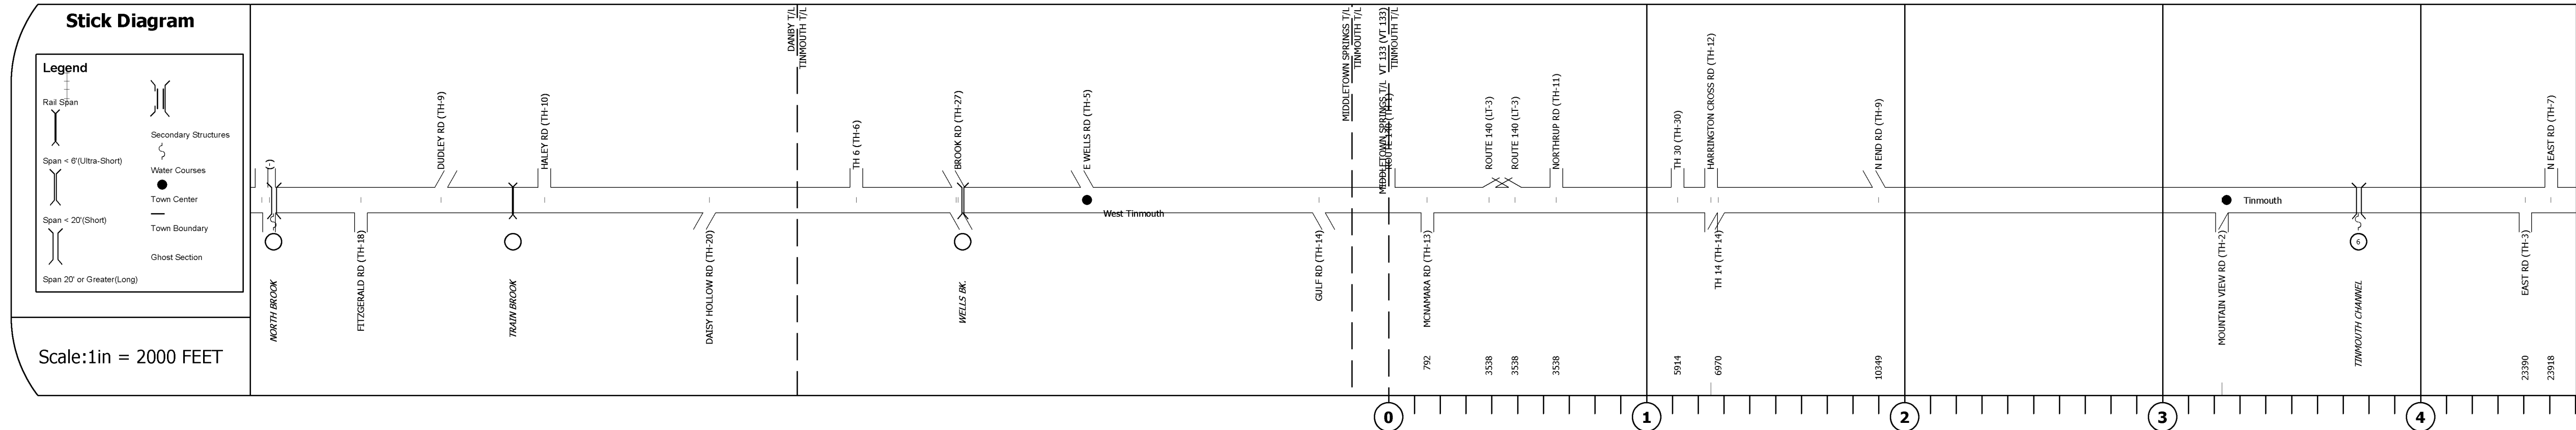 Stick Diagram
Legend
Rail Span
Span < 6'(Ultra-Short)
Span < 20'(Short)
Span 20' or Greater(Long)
Secondary Structures
Water Courses
Town Center
Town Boundary
Ghost Section
Scale:1in = 2000 FEET
(-)
NORTH BROOK
FITZGERALD RD (TH-18)
DUDLEY RD (TH-9)
TRAIN BROOK
HALEY RD (TH-10)
DAISY HOLLOW RD (TH-20)
DANBY T/L
TINMOUTH T/L
TH 6 (TH-6)
BROOK RD (TH-27)
WELLS BK.
E WELLS RD (TH-5)
West Tinmouth
GULF RD (TH-14)
MIDDLETOWN SPRINGS T/L
TINMOUTH T/L
MIDDLETOWN SPRINGS T/L VT 133 (VT 133)
ROUTE 140 (TH-1)
TINMOUTH T/L
MCNAMARA RD (TH-13)
792
ROUTE 140 (LT-3)
3538
ROUTE 140 (LT-3)
3538
NORTHRUP RD (TH-11)
3538
TH 30 (TH-30)
5914
HARRINGTON CROSS RD (TH-12)
TH 14 (TH-14)
6970
N END RD (TH-9)
10349
MOUNTAIN VIEW RD (TH-2)
Tinmouth
6
TINMOUTH CHANNEL
EAST RD (TH-3)
23390
N EAST RD (TH-7)
23918
0
1
2
3
4